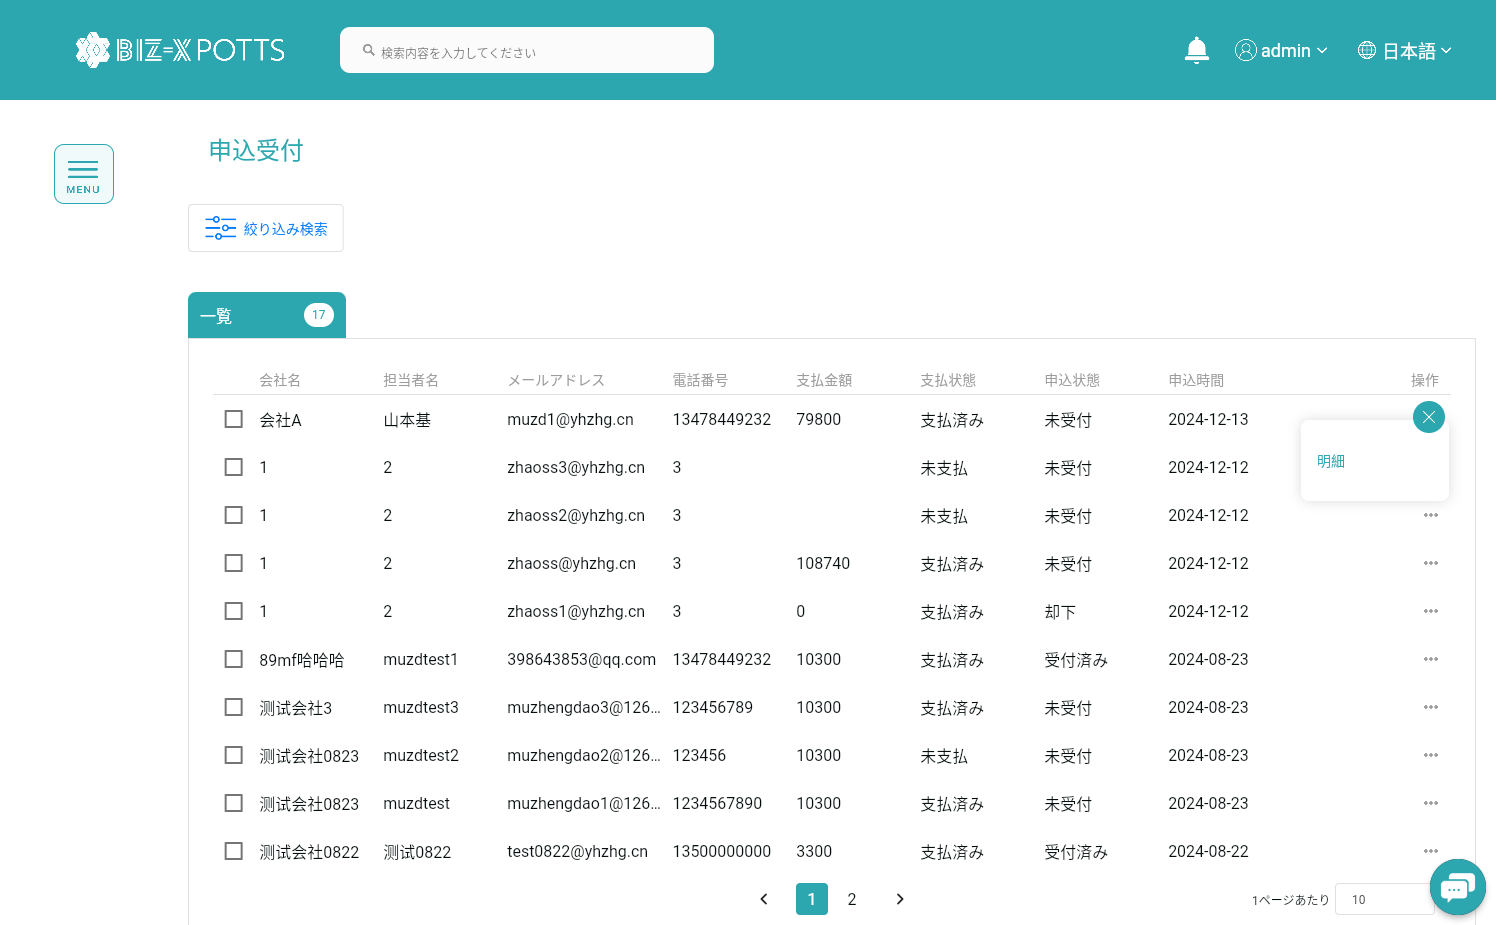 BIZ=X POTTS
検索内容を入力してください
admin
日本語
MENU
申込受付
絞り込み検索
一覧 17
会社名 担当者名 メールアドレス 電話番号 支払金額 支払状態 申込状態 申込時間 操作
会社A 山本基 muzd1@yhzhg.cn 13478449232 79800 支払済み 未受付 2024-12-13
明細
1 2 zhaoss3@yhzhg.cn 3 未支払 未受付 2024-12-12
1 2 zhaoss2@yhzhg.cn 3 未支払 未受付 2024-12-12
1 2 zhaoss@yhzhg.cn 3 108740 支払済み 未受付 2024-12-12
1 2 zhaoss1@yhzhg.cn 3 0 支払済み 却下 2024-12-12
89mf哈哈哈 muzdtest1 398643853@qq.com 13478449232 10300 支払済み 受付済み 2024-08-23
测试会社3 muzdtest3 muzhengdao3@126... 123456789 10300 支払済み 未受付 2024-08-23
测试会社0823 muzdtest2 muzhengdao2@126... 123456 10300 未支払 未受付 2024-08-23
测试会社0823 muzdtest muzhengdao1@126... 1234567890 10300 支払済み 未受付 2024-08-23
测试会社0822 测试0822 test0822@yhzhg.cn 13500000000 3300 支払済み 受付済み 2024-08-22
1 2
1ページあたり 10